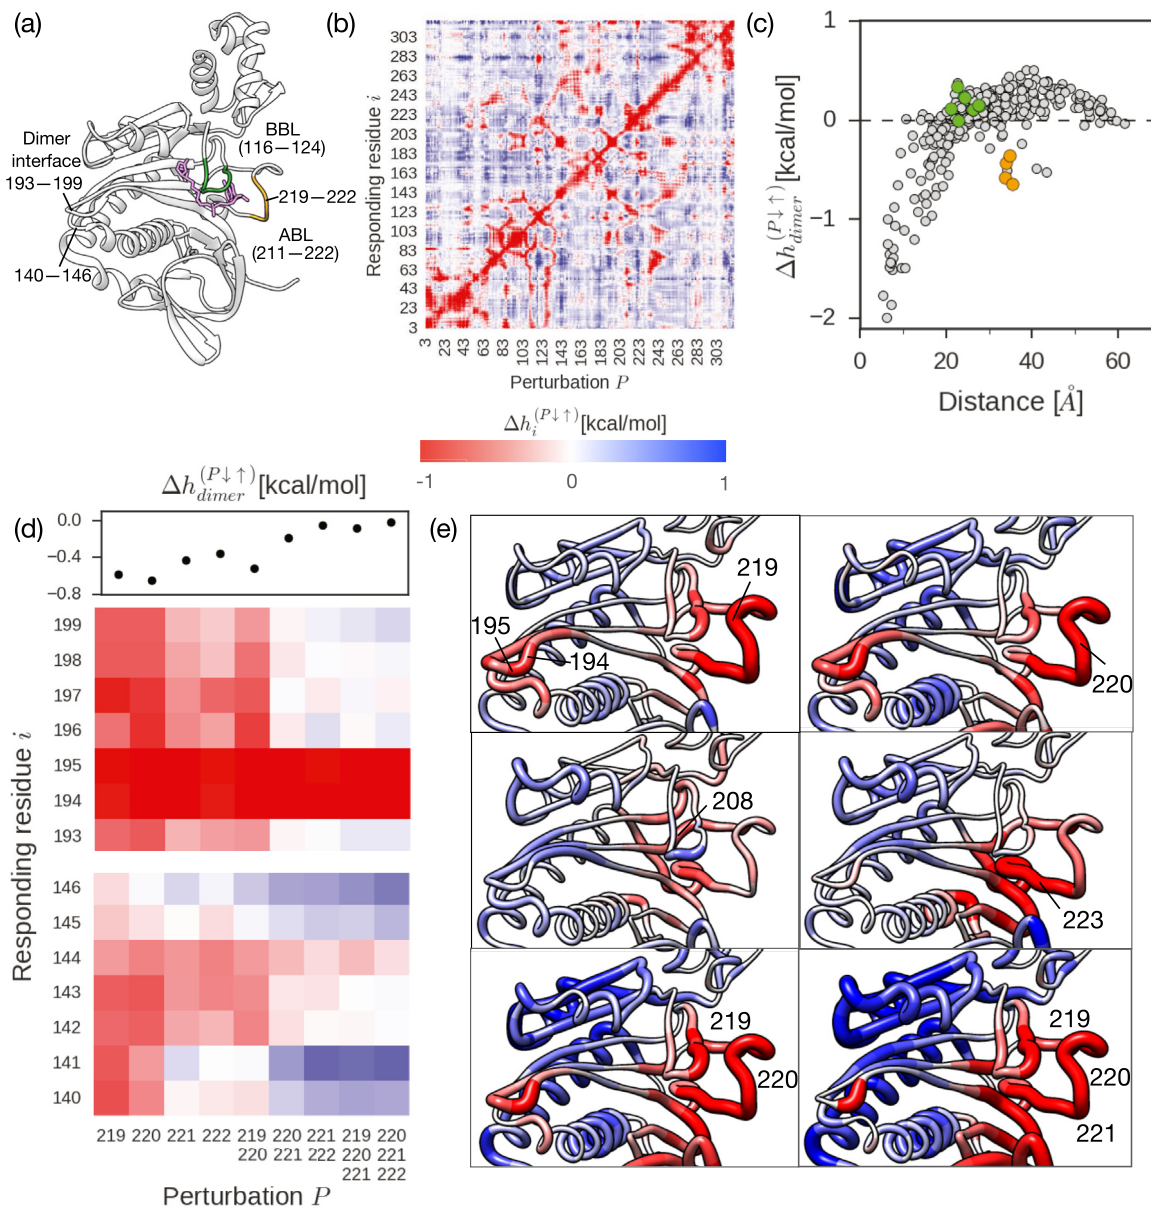 (a)
Dimer
interface
193—199
140—146
BBL
(116—124)
219—222
ABL
(211—222)
(b)
Responding residue i
303
283
263
243
223
203
183
163
143
123
103
83
63
43
23
3
3 23 43 63 83 103 123 143 163 183 203 223 243 263 283 303
Perturbation P
(c)
Δh_dimer^(P↓↑) [kcal/mol]
1
0
−1
−2
0 20 40 60
Distance [Å]
Δh_i^(P↓↑) [kcal/mol]
-1 0 1
(d)
Δh_dimer^(P↓↑) [kcal/mol]
0.0
−0.4
−0.8
Responding residue i
199
198
197
196
195
194
193
146
145
144
143
142
141
140
219 220 221 222 219 220 221 219 220
220 221 222 220 221
221 222
Perturbation P
(e)
219
195
194
220
208
223
219
220
219
220
221